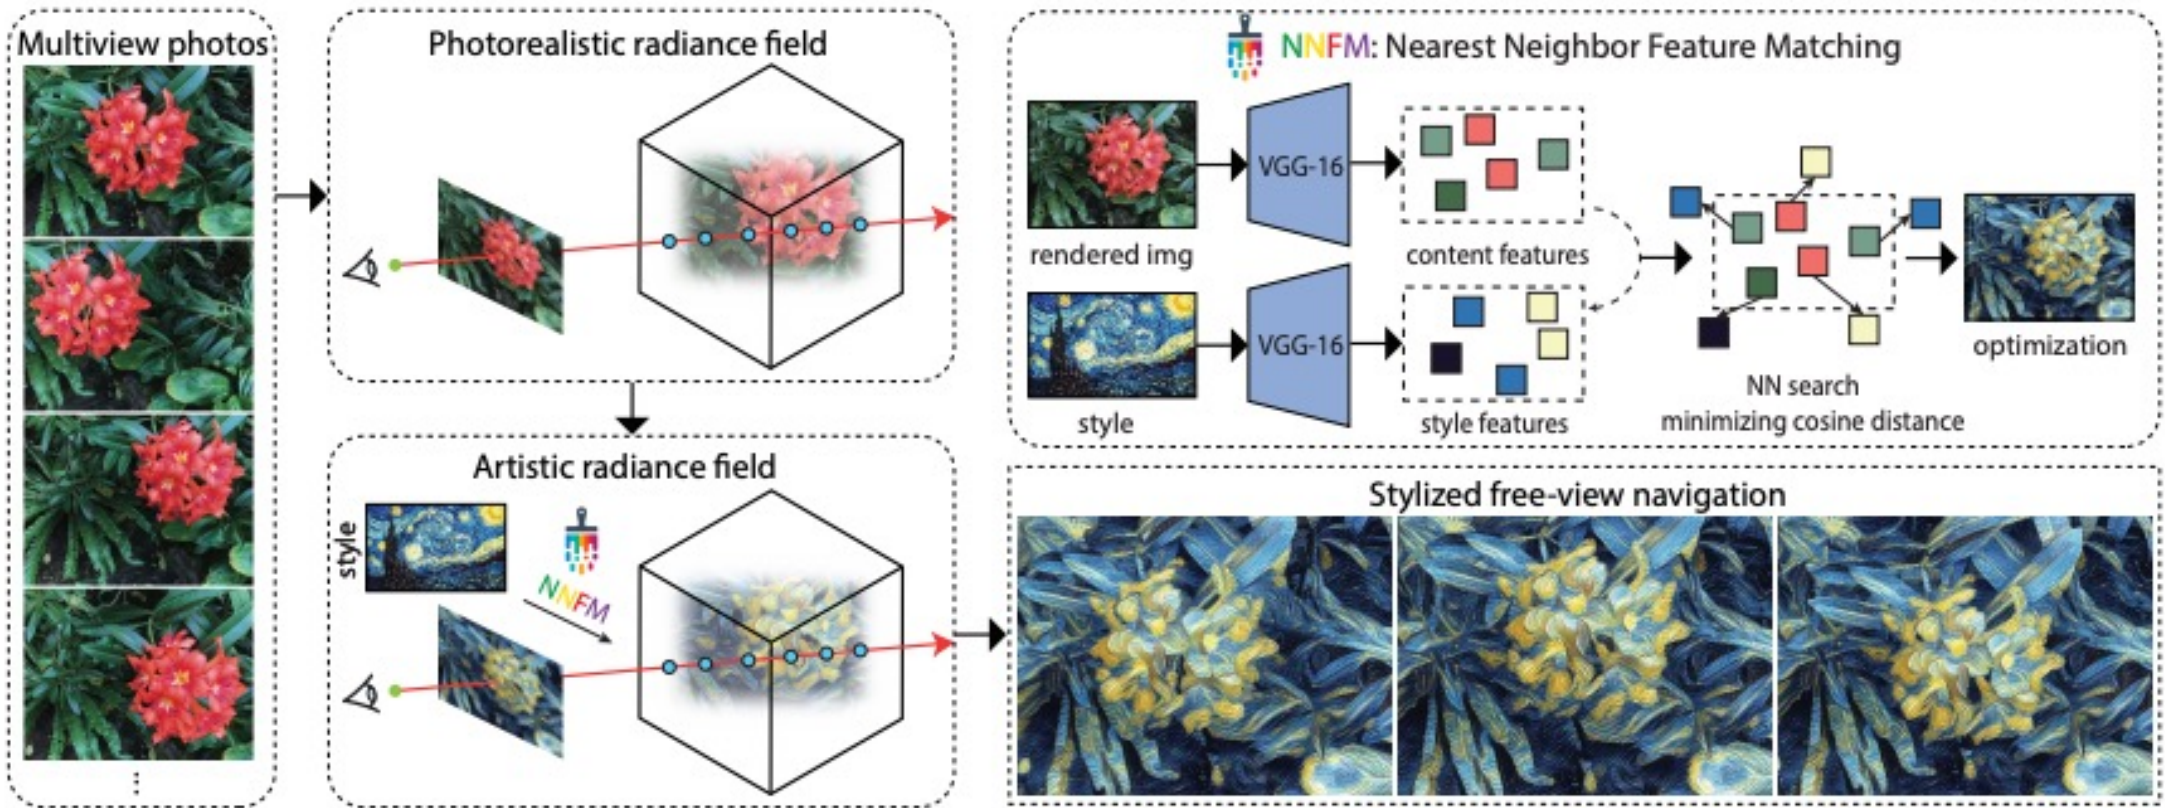 Multiview photos
Photorealistic radiance field
Artistic radiance field
style
NNFM
NNFM: Nearest Neighbor Feature Matching
VGG-16
rendered img
content features
VGG-16
style
style features
NN search
minimizing cosine distance
optimization
Stylized free-view navigation